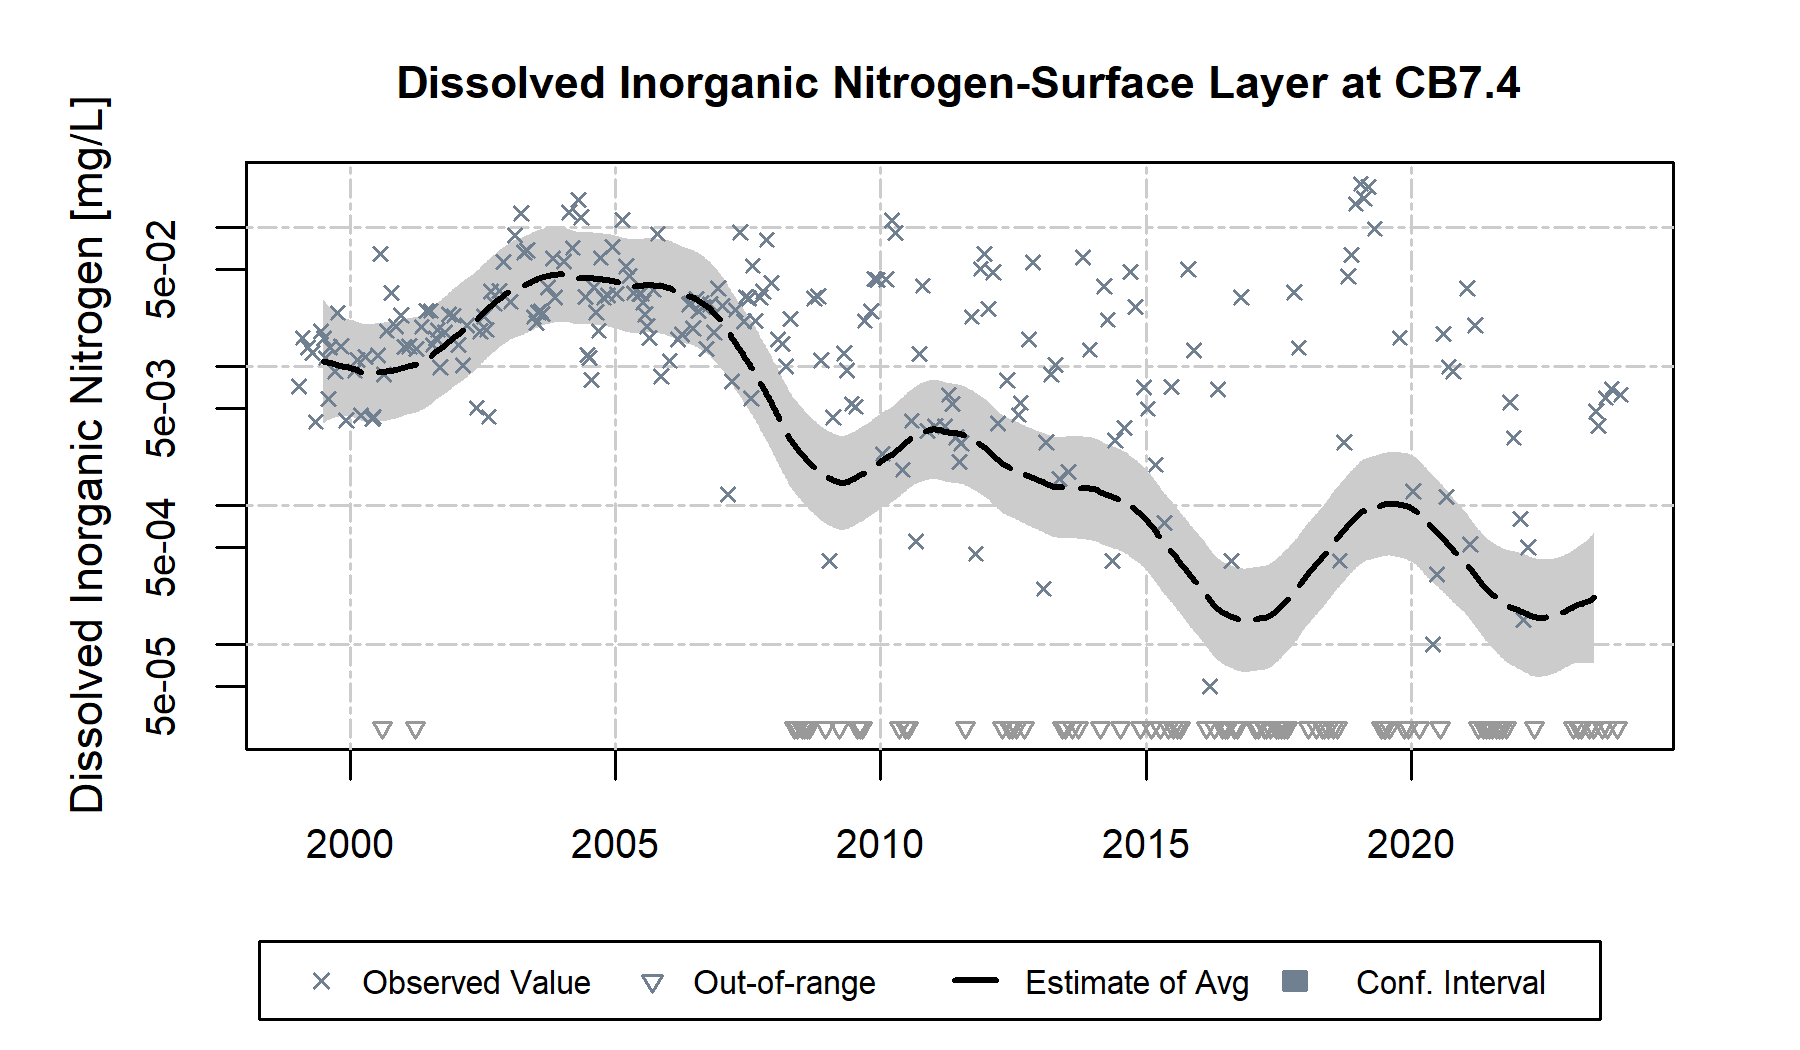 Dissolved Inorganic Nitrogen-Surface Layer at CB7.4
Dissolved Inorganic Nitrogen [mg/L]
5e-02
5e-03
5e-04
5e-05
2000 2005 2010 2015 2020
Observed Value Out-of-range Estimate of Avg Conf. Interval